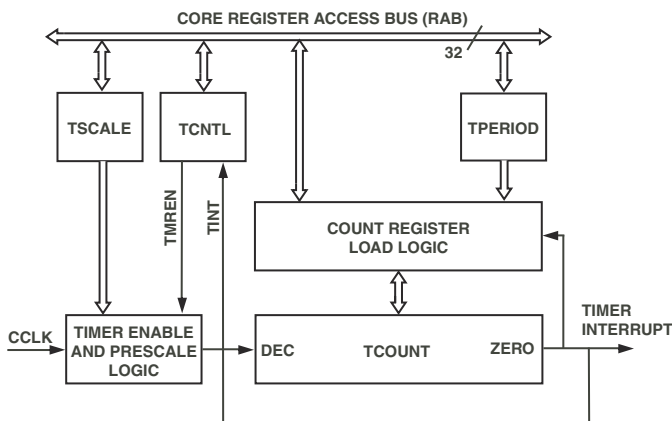 CORE REGISTER ACCESS BUS (RAB)
32
TSCALE
TCNTL
TPERIOD
TMREN
TINT
COUNT REGISTER
LOAD LOGIC
CCLK
TIMER ENABLE
AND PRESCALE
LOGIC
DEC
TCOUNT
ZERO
TIMER
INTERRUPT